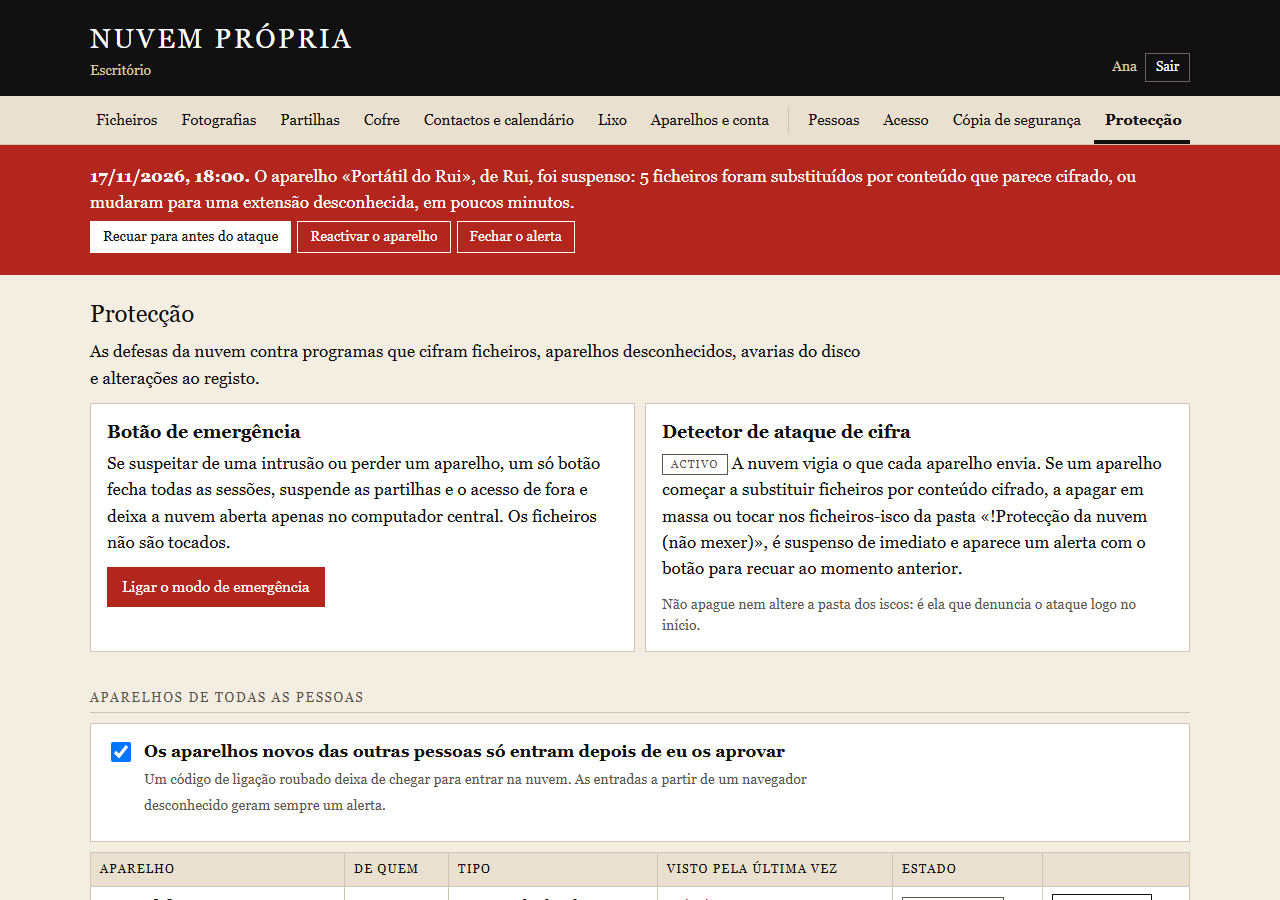 NUVEM PRÓPRIA
Escritório
Ana
Sair
Ficheiros
Fotografias
Partilhas
Cofre
Contactos e calendário
Lixo
Aparelhos e conta
Pessoas
Acesso
Cópia de segurança
Protecção
17/11/2026, 18:00. O aparelho «Portátil do Rui», de Rui, foi suspenso: 5 ficheiros foram substituídos por conteúdo que parece cifrado, ou
mudaram para uma extensão desconhecida, em poucos minutos.
Recuar para antes do ataque
Reactivar o aparelho
Fechar o alerta
Protecção
As defesas da nuvem contra programas que cifram ficheiros, aparelhos desconhecidos, avarias do disco
e alterações ao registo.
Botão de emergência
Se suspeitar de uma intrusão ou perder um aparelho, um só botão
fecha todas as sessões, suspende as partilhas e o acesso de fora e
deixa a nuvem aberta apenas no computador central. Os ficheiros
não são tocados.
Ligar o modo de emergência
Detector de ataque de cifra
ACTIVO A nuvem vigia o que cada aparelho envia. Se um aparelho
começar a substituir ficheiros por conteúdo cifrado, a apagar em
massa ou tocar nos ficheiros-isco da pasta «!Protecção da nuvem
(não mexer)», é suspenso de imediato e aparece um alerta com o
botão para recuar ao momento anterior.
Não apague nem altere a pasta dos iscos: é ela que denuncia o ataque logo no
início.
APARELHOS DE TODAS AS PESSOAS
Os aparelhos novos das outras pessoas só entram depois de eu os aprovar
Um código de ligação roubado deixa de chegar para entrar na nuvem. As entradas a partir de um navegador
desconhecido geram sempre um alerta.
APARELHO
DE QUEM
TIPO
VISTO PELA ÚLTIMA VEZ
ESTADO